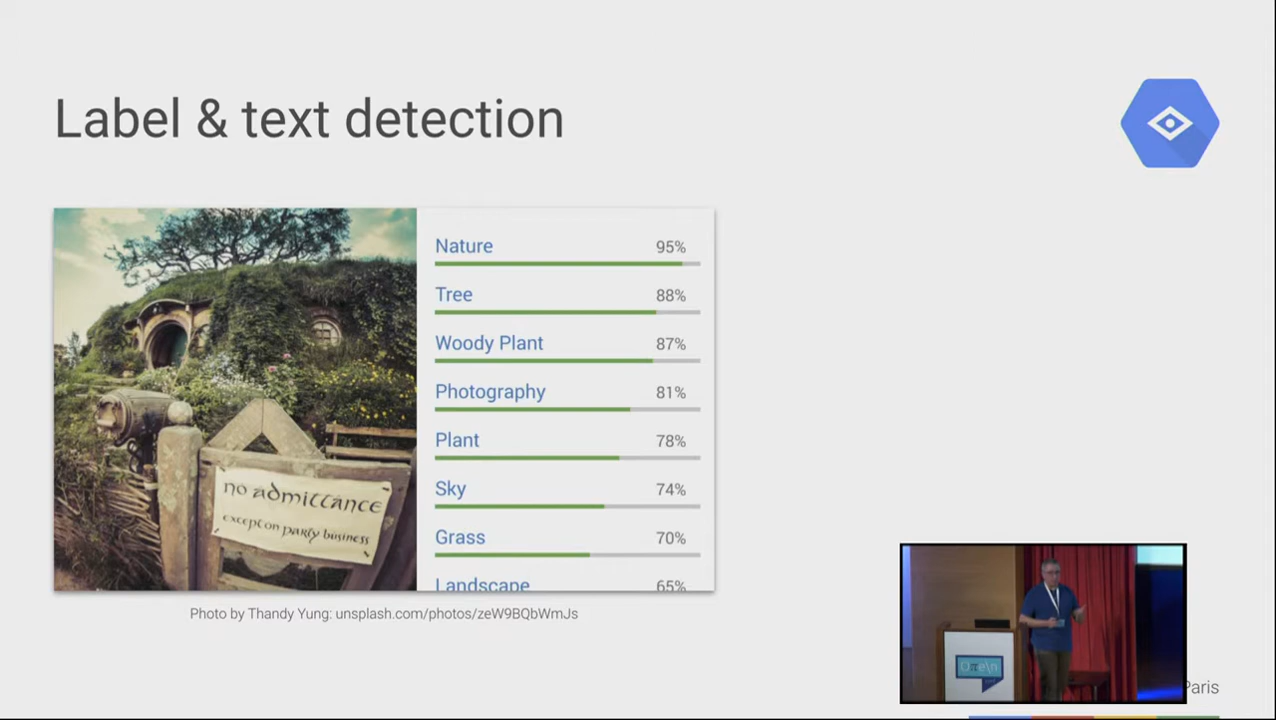 Label & text detection
Nature 95%
Tree 88%
Woody Plant 87%
Photography 81%
Plant 78%
Sky 74%
Grass 70%
Landscape 65%
no admittance
except on party business
Photo by Thandy Yung: unsplash.com/photos/zeW9BQbWmJs
Paris